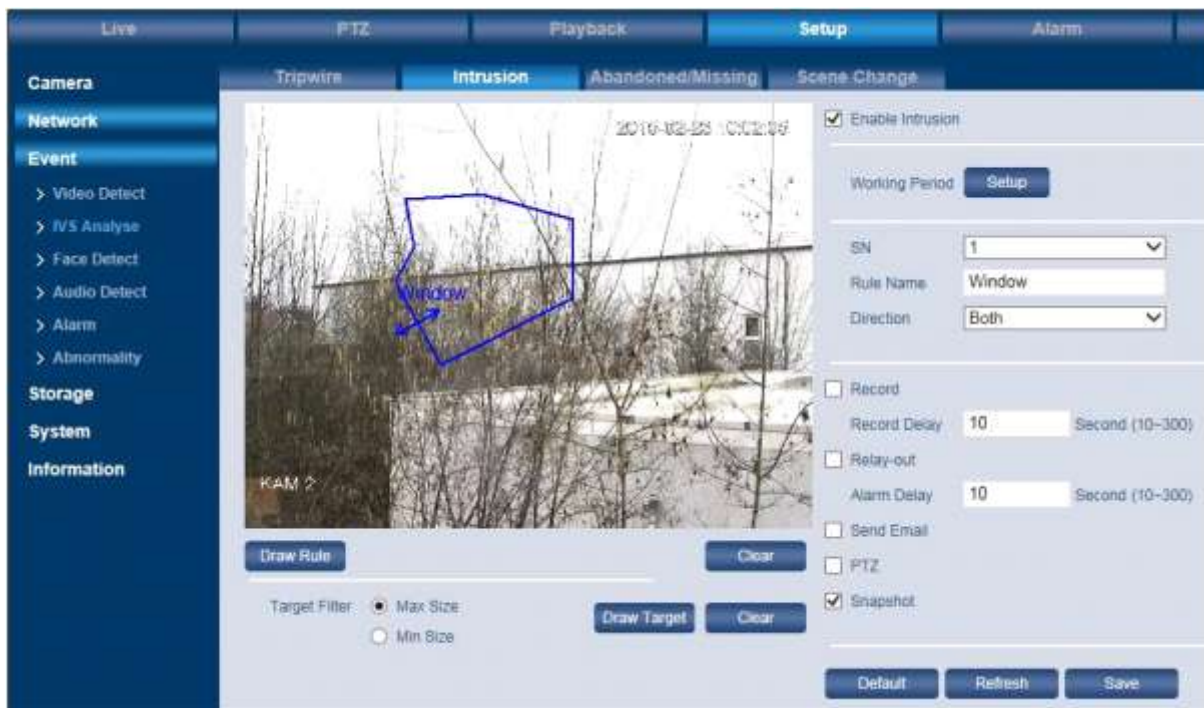 Live PTZ Playback Setup Alarm
Tripwire Intrusion Abandoned/Missing Scene Change
Camera
Network
Event
> Video Detect
> IVS Analyse
> Face Detect
> Audio Detect
> Alarm
> Abnormality
Storage
System
Information
10:02:
Window
KAM 2
Draw Rule Clear
Target Filter Max Size
Min Size
Draw Target Clear
Enable Intrusion
Working Period Setup
SN 1
Rule Name Window
Direction Both
Record
Record Delay 10 Second (10~300)
Relay-out
Alarm Delay 10 Second (10~300)
Send Email
PTZ
Snapshot
Default Refresh Save